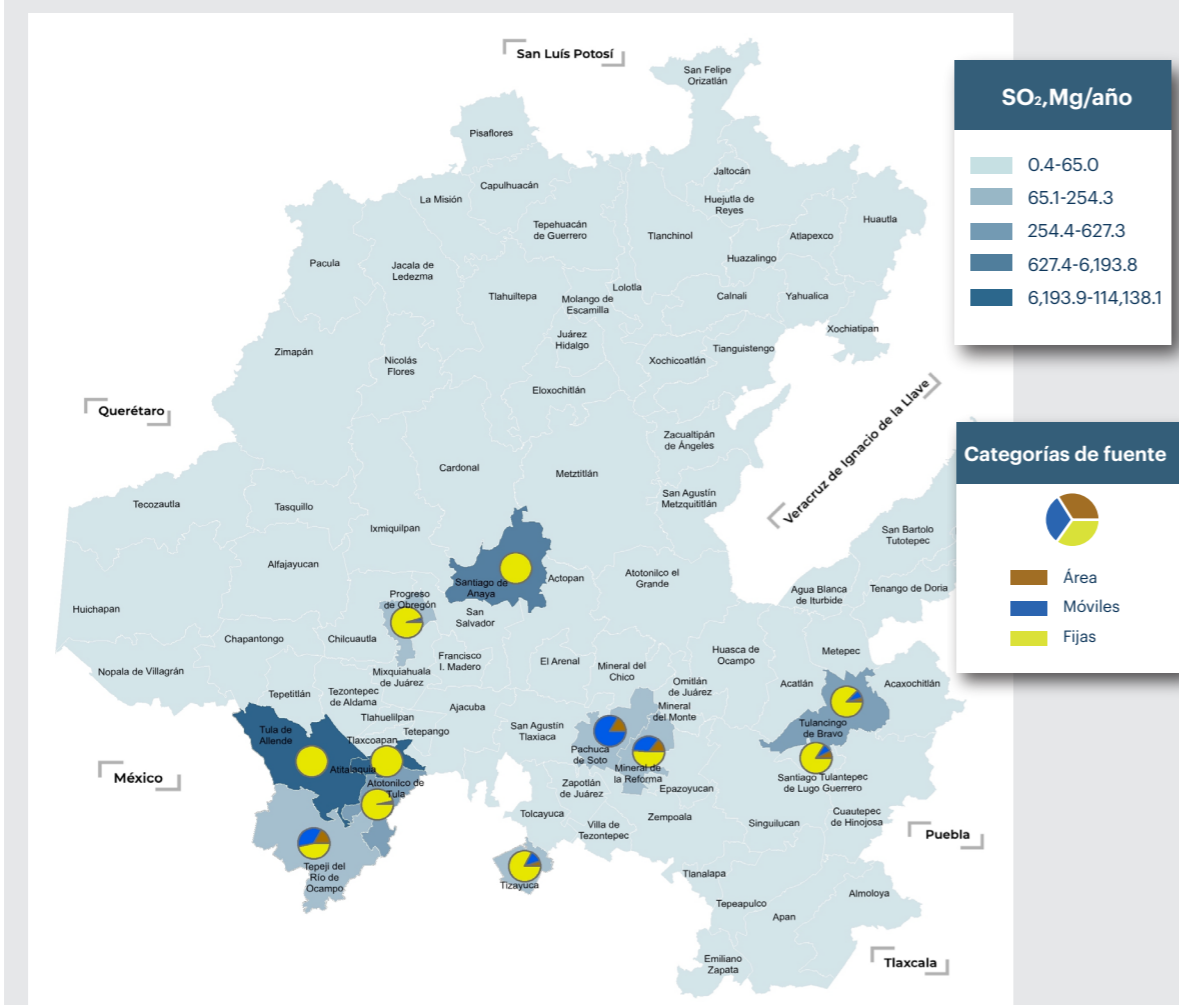 San Luís Potosí
San Felipe
Orizatlán
Pisaflores
Jaltocán
La Misión
Capulhuacán
Huejutla de
Reyes
Huautla
Tepehuacán
de Guerrero
Tlanchinol
Atlapexco
Pacula
Jacala de
Ledezma
Huazalingo
Tlahuiltepa
Lolotla
Molango de
Escamilla
Calnali
Yahualica
Xochiatipan
Juárez
Hidalgo
Zimapán
Nicolás
Flores
Xochicoatlán
Tianguistengo
Eloxochitlán
Querétaro
Veracruz de Ignacio de la Llave
Zacualtipán
de Ángeles
Cardonal
Metztitlán
Tecozautla
Tasquillo
San Agustín
Metzquititlán
Ixmiquilpan
San Bartolo
Tutotepec
Alfajayucan
Santiago de
Anaya
Actopan
Atotonilco el
Grande
Agua Blanca
de Iturbide
Tenango de Doria
Huichapan
Progreso
de Obregón
San
Salvador
Chapantongo
Chilcuautla
Huasca de
Ocampo
Metepec
Nopala de Villagrán
Mixquiahuala
de Juárez
Francisco
I. Madero
El Arenal
Mineral del
Chico
Omitlán
de Juárez
Acatlán
Acaxochitlán
Tepetitlán
Tezontepec
de Aldama
Ajacuba
Mineral
del Monte
Tlahuelilpan
Tetepango
San Agustín
Tlaxiaca
Tulancingo
de Bravo
Tula de
Allende
Tlaxcoapan
Pachuca
de Soto
Mineral de
la Reforma
Atitalaquia
México
Atotonilco de
Tula
Zapotlán
de Juárez
Epazoyucan
Santiago Tulantepec
de Lugo Guerrero
Tolcayuca
Villa de
Tezontepec
Zempoala
Singuilucan
Cuautepec
de Hinojosa
Puebla
Tepeji del
Río de
Ocampo
Tizayuca
Tlanalapa
Tepeapulco
Apan
Almoloya
Emiliano
Zapata
Tlaxcala
SO₂,Mg/año
0.4-65.0
65.1-254.3
254.4-627.3
627.4-6,193.8
6,193.9-114,138.1
Categorías de fuente
Área
Móviles
Fijas